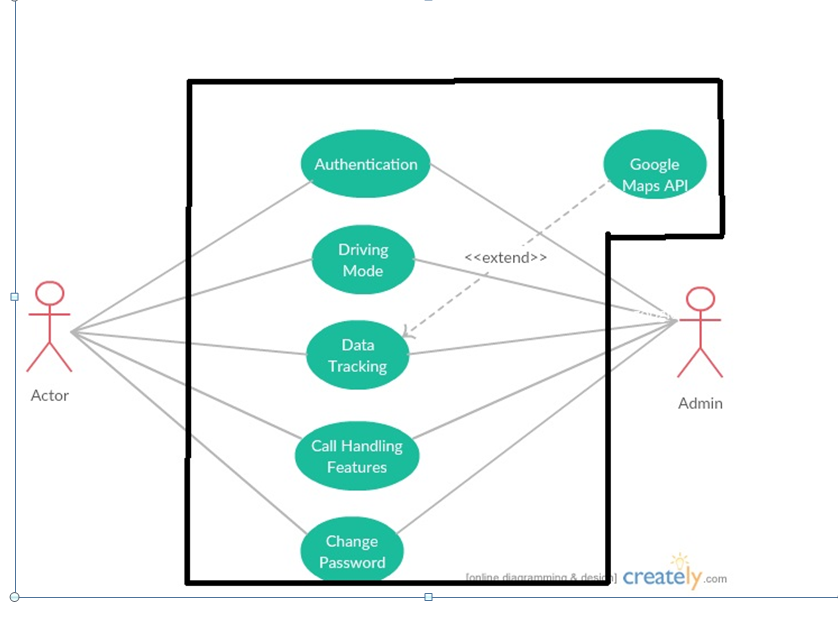 Authentication
Google
Maps API
Driving
Mode
<<extend>>
Data
Tracking
Actor
Admin
Call Handling
Features
Change
Password
[online diagramming & design]
creately.com